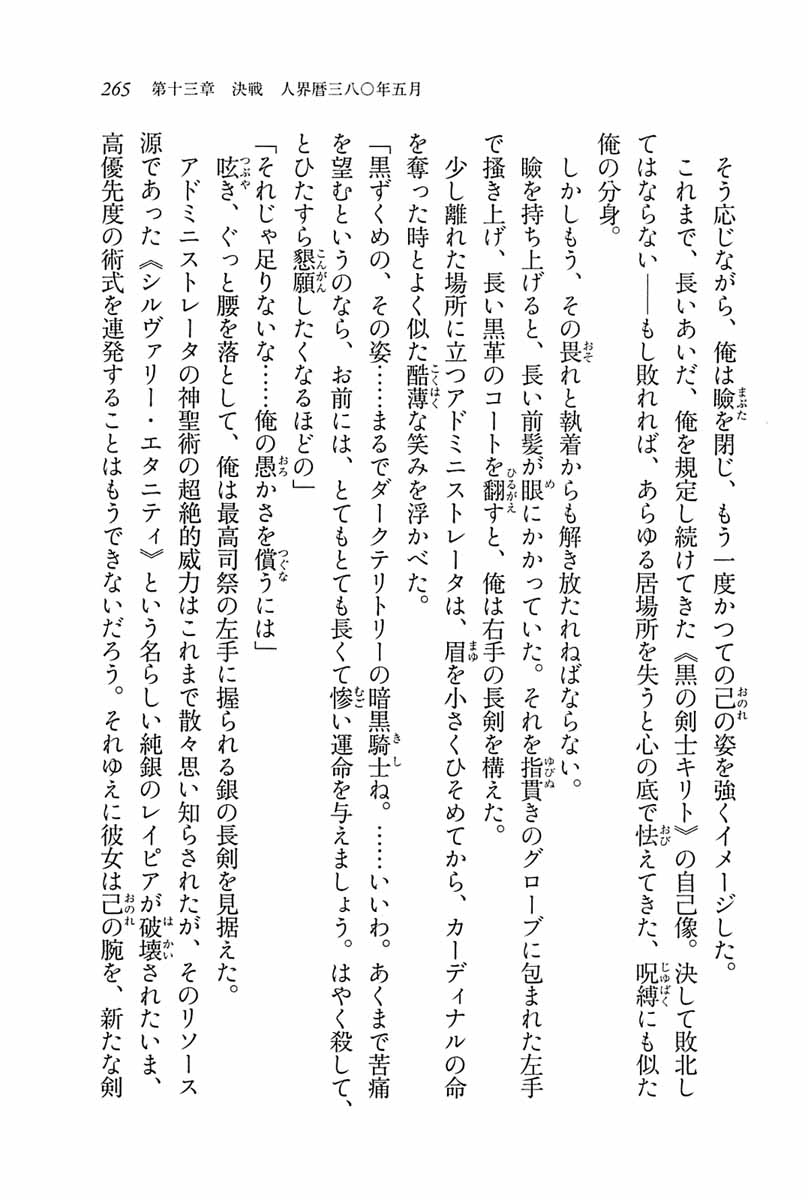 265 第十三章 決戦 人界暦三八〇年五月
そう応じながら、俺は瞼を閉じ、もう一度かつての己の姿を強くイメージした。
これまで、長いあいだ、俺を規定し続けてきた《黒の剣士キリト》の自己像。決して敗北し
てはならない――もし敗れれば、あらゆる居場所を失うと心の底で怯えてきた、呪縛にも似た
俺の分身。
しかしもう、その畏れと執着からも解き放たれねばならない。
瞼を持ち上げると、長い前髪が眼にかかっていた。それを指貫きのグローブに包まれた左手
で掻き上げ、長い黒革のコートを翻すと、俺は右手の長剣を構えた。
少し離れた場所に立つアドミニストレータは、眉を小さくひそめてから、カーディナルの命
を奪った時とよく似た酷薄な笑みを浮かべた。
「黒ずくめの、その姿……まるでダークテリトリーの暗黒騎士ね。……いいわ。あくまで苦痛
を望むというのなら、お前には、とてもとても長くて惨い運命を与えましょう。はやく殺して、
とひたすら懇願したくなるほどの」
「それじゃ足りないな……俺の愚かさを償うには」
呟き、ぐっと腰を落として、俺は最高司祭の左手に握られる銀の長剣を見据えた。
アドミニストレータの神聖術の超絶的威力はこれまで散々思い知らされたが、そのリソース
源であった《シルヴァリー・エタニティ》という名らしい純銀のレイピアが破壊されたいま、
高優先度の術式を連発することはもうできないだろう。それゆえに彼女は己の腕を、新たな剣